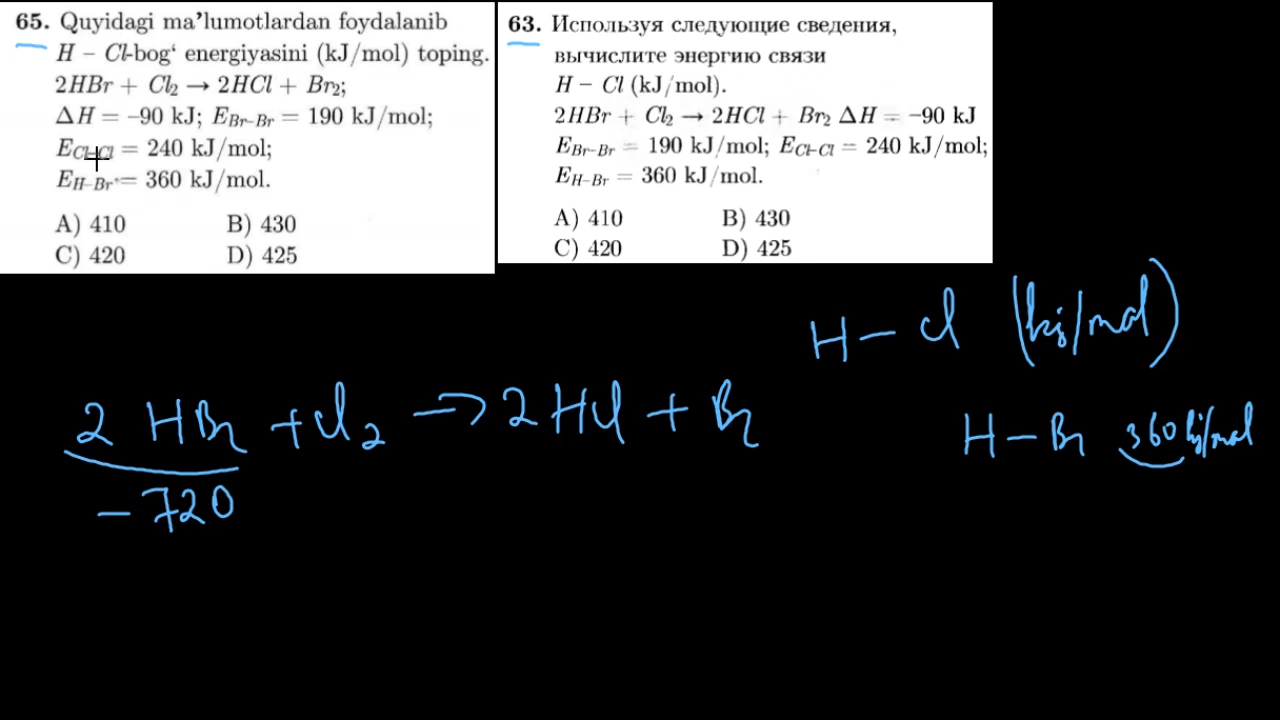 65. Quyidagi ma’lumotlardan foydalanib
H – Cl-bog‘ energiyasini (kJ/mol) toping.
2HBr + Cl₂ → 2HCl + Br₂;
ΔH = −90 kJ; E_Br–Br = 190 kJ/mol;
E_Cl–Cl = 240 kJ/mol;
E_H–Br = 360 kJ/mol.
A) 410 B) 430
C) 420 D) 425
63. Используя следующие сведения,
вычислите энергию связи
H − Cl (kJ/mol).
2HBr + Cl₂ → 2HCl + Br₂ ΔH = −90 kJ
E_Br–Br = 190 kJ/mol; E_Cl–Cl = 240 kJ/mol;
E_H–Br = 360 kJ/mol.
A) 410 B) 430
C) 420 D) 425
H – Cl (kj/mol)
2 HBr + Cl₂ → 2HCl + Br
H – Br 360 kj/mol
– 720